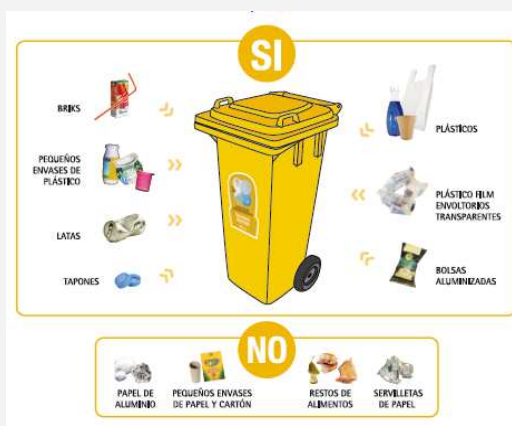 SI
BRIKS
PEQUEÑOS
ENVASES DE
PLÁSTICO
LATAS
TAPONES
PLÁSTICOS
PLÁSTICO FILM
ENVOLTORIOS
TRANSPARENTES
BOLSAS
ALUMINIZADAS
NO
PAPEL DE
ALUMINIO
PEQUEÑOS ENVASES
DE PAPEL Y CARTÓN
RESTOS DE
ALIMENTOS
SERVILLETAS
DE PAPEL